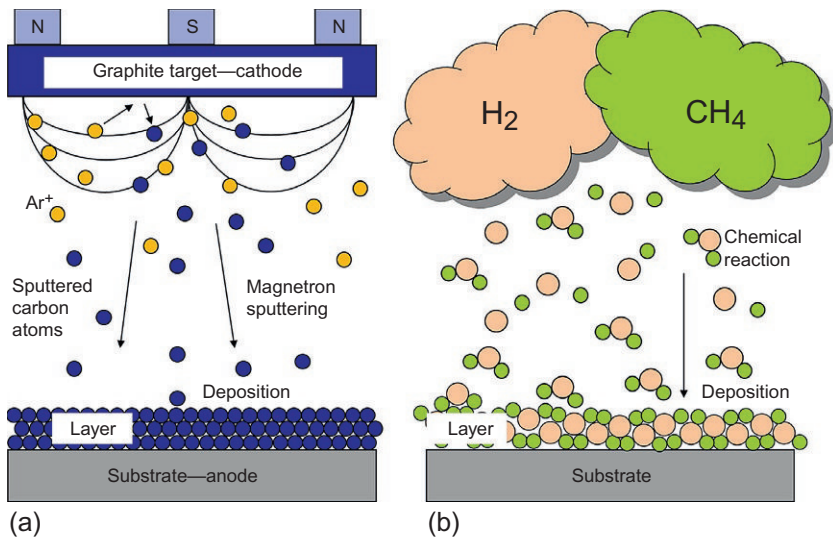 N
S
N
Graphite target—cathode
Ar⁺
Sputtered
carbon
atoms
Magnetron
sputtering
Deposition
Layer
Substrate—anode
(a)
H₂
CH₄
Chemical
reaction
Deposition
Layer
Substrate
(b)